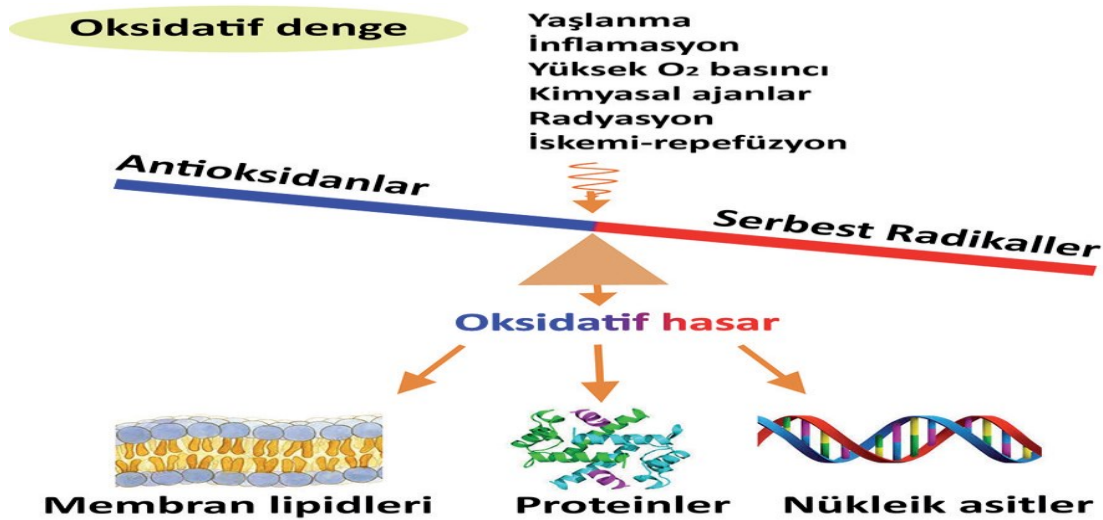 Oksidatif denge
Yaşlanma
İnflamasyon
Yüksek O₂ basıncı
Kimyasal ajanlar
Radyasyon
İskemi-repefüzyon
Antioksidanlar
Serbest Radikaller
Oksidatif hasar
Membran lipidleri
Proteinler
Nükleik asitler